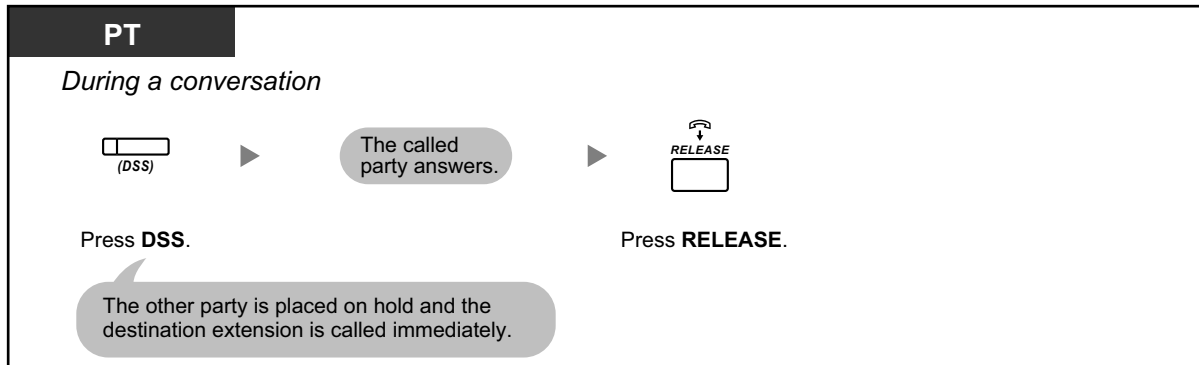 PT
During a conversation
(DSS)
The called
party answers.
RELEASE
Press DSS.
Press RELEASE.
The other party is placed on hold and the
destination extension is called immediately.